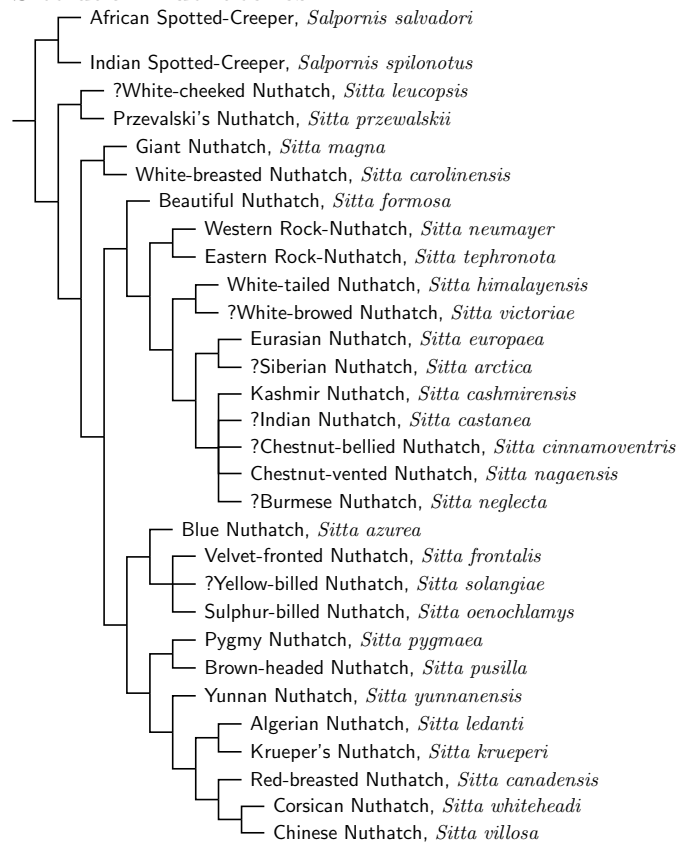 African Spotted-Creeper, Salpornis salvadori
Indian Spotted-Creeper, Salpornis spilonotus
?White-cheeked Nuthatch, Sitta leucopsis
Przevalski's Nuthatch, Sitta przewalskii
Giant Nuthatch, Sitta magna
White-breasted Nuthatch, Sitta carolinensis
Beautiful Nuthatch, Sitta formosa
Western Rock-Nuthatch, Sitta neumayer
Eastern Rock-Nuthatch, Sitta tephronota
White-tailed Nuthatch, Sitta himalayensis
?White-browed Nuthatch, Sitta victoriae
Eurasian Nuthatch, Sitta europaea
?Siberian Nuthatch, Sitta arctica
Kashmir Nuthatch, Sitta cashmirensis
?Indian Nuthatch, Sitta castanea
?Chestnut-bellied Nuthatch, Sitta cinnamoventris
Chestnut-vented Nuthatch, Sitta nagaensis
?Burmese Nuthatch, Sitta neglecta
Blue Nuthatch, Sitta azurea
Velvet-fronted Nuthatch, Sitta frontalis
?Yellow-billed Nuthatch, Sitta solangiae
Sulphur-billed Nuthatch, Sitta oenochlamys
Pygmy Nuthatch, Sitta pygmaea
Brown-headed Nuthatch, Sitta pusilla
Yunnan Nuthatch, Sitta yunnanensis
Algerian Nuthatch, Sitta ledanti
Krueper's Nuthatch, Sitta krueperi
Red-breasted Nuthatch, Sitta canadensis
Corsican Nuthatch, Sitta whiteheadi
Chinese Nuthatch, Sitta villosa